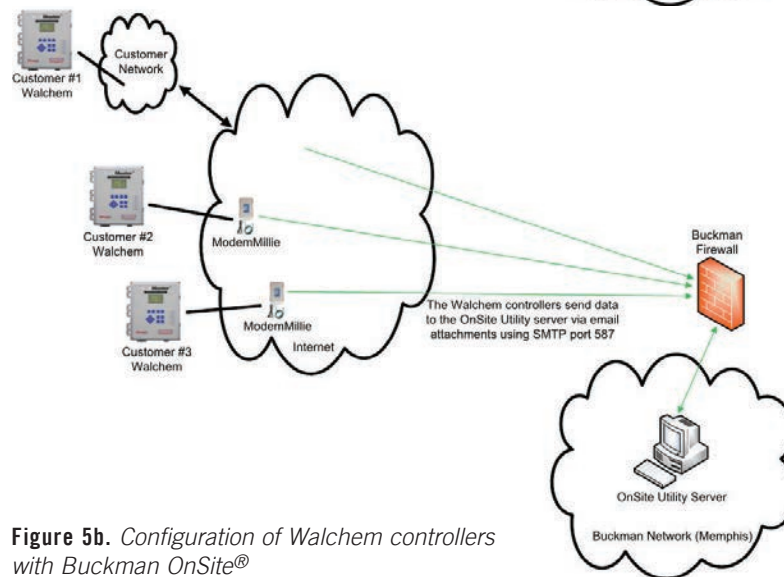 Customer #1
Walchem
Customer
Network
Customer #2
Walchem
ModemMillie
Customer #3
Walchem
ModemMillie
Internet
The Walchem controllers send data
to the OnSite Utility server via email
attachments using SMTP port 587
Buckman
Firewall
OnSite Utility Server
Buckman Network (Memphis)
Figure 5b. Configuration of Walchem controllers
with Buckman OnSite®